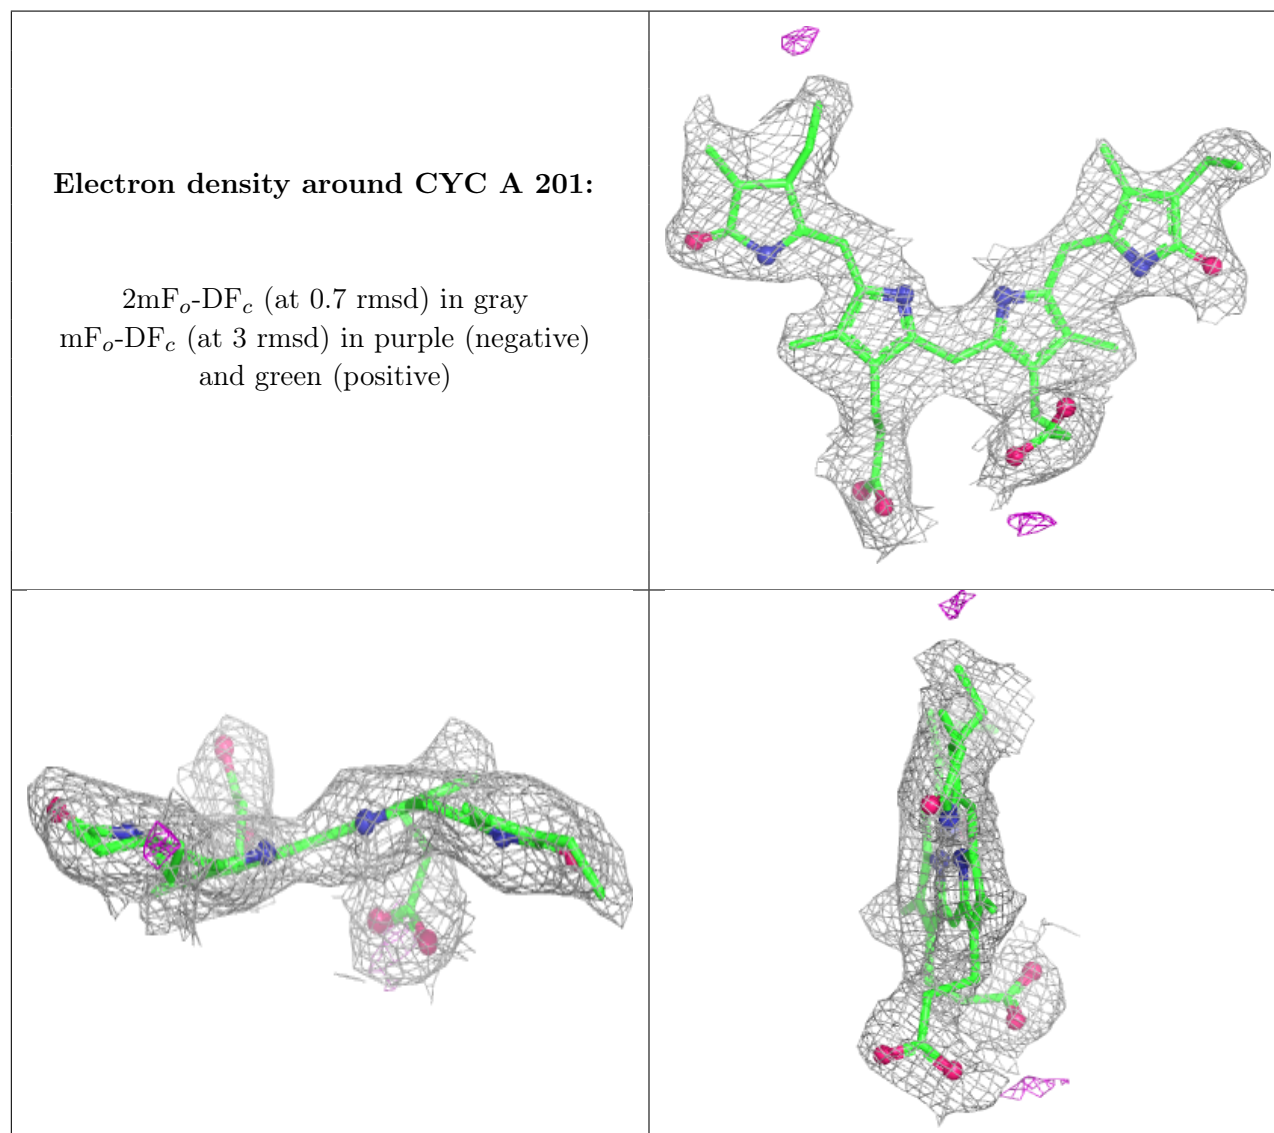 Electron density around CYC A 201:
2mFo-DFc (at 0.7 rmsd) in gray
mFo-DFc (at 3 rmsd) in purple (negative)
and green (positive)